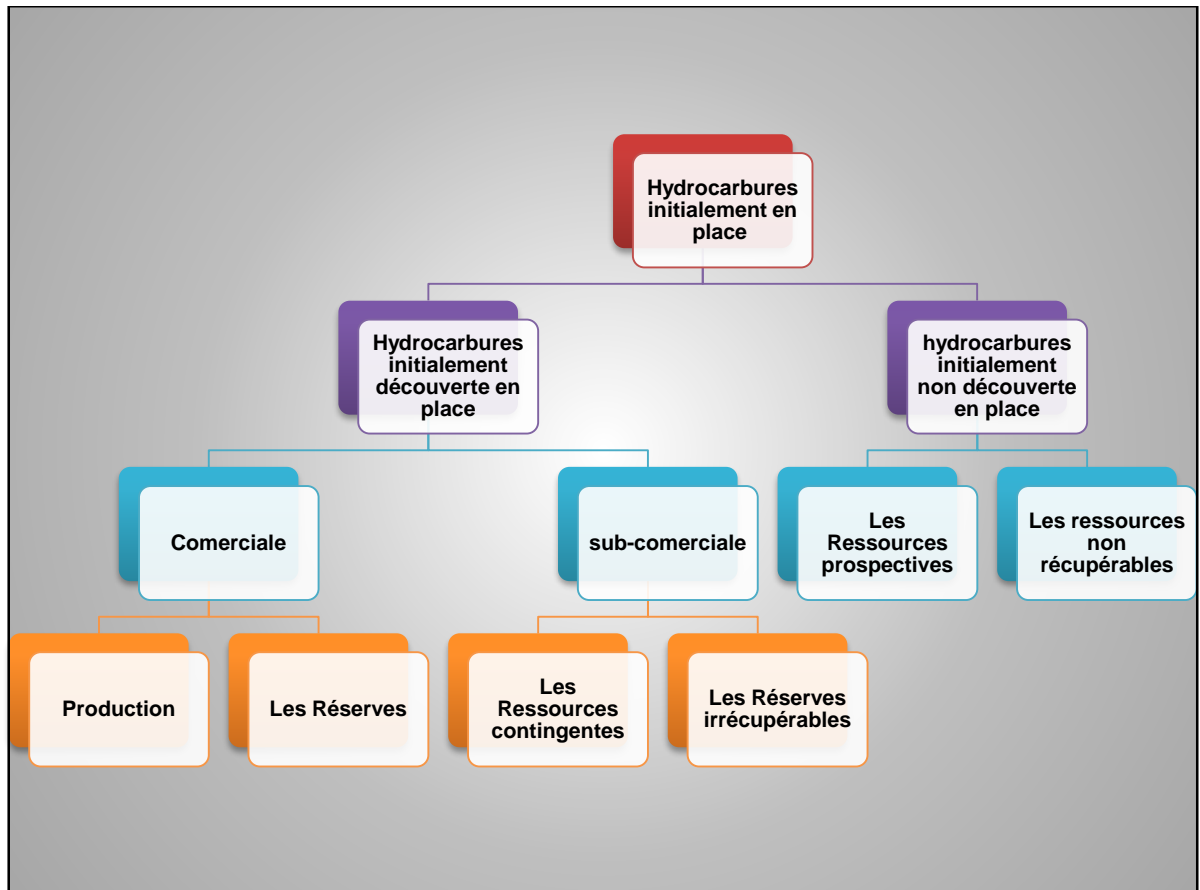 Hydrocarbures
initialement en
place
Hydrocarbures
initialement
découverte en
place
hydrocarbures
initialement
non découverte
en place
Comerciale
sub-comerciale
Les
Ressources
prospectives
Les ressources
non
récupérables
Production
Les Réserves
Les
Ressources
contingentes
Les Réserves
irrécupérables